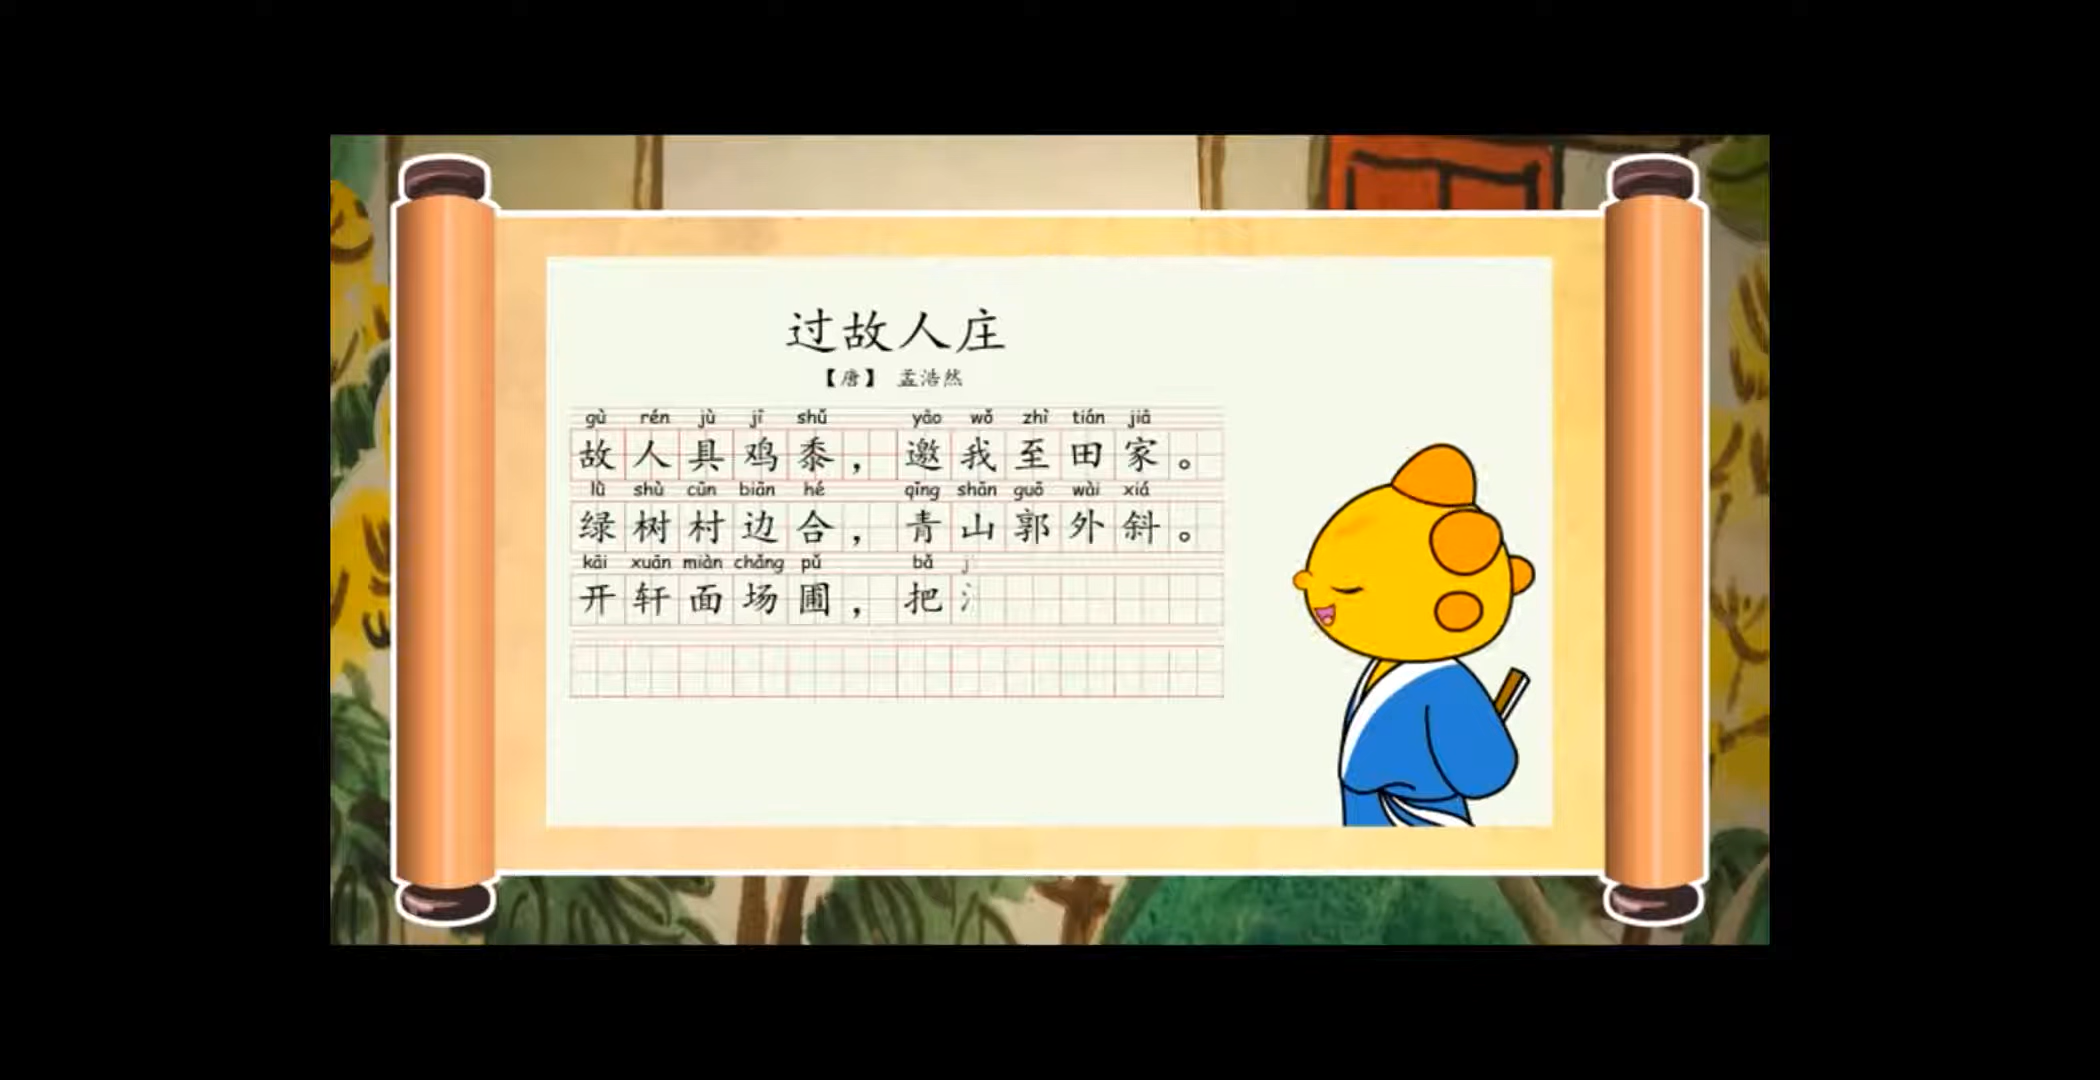 过故人庄
【唐】 孟浩然
gù rén jù jī shǔ yāo wǒ zhì tián jiā
故人具鸡黍，邀我至田家。
lǜ shù cūn biān hé qīng shān guō wài xiá
绿树村边合，青山郭外斜。
kāi xuān miàn chǎng pǔ bǎ j
开轩面场圃，把